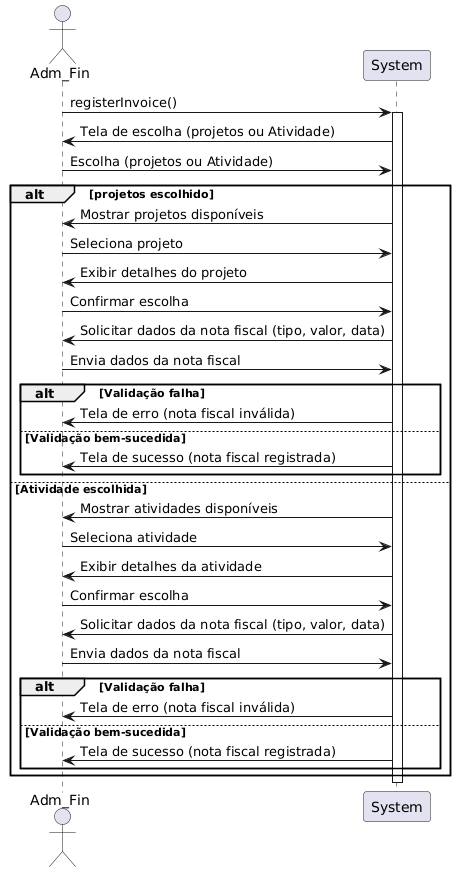 Adm_Fin
System
registerInvoice()
Tela de escolha (projetos ou Atividade)
Escolha (projetos ou Atividade)
alt [projetos escolhido]
Mostrar projetos disponíveis
Seleciona projeto
Exibir detalhes do projeto
Confirmar escolha
Solicitar dados da nota fiscal (tipo, valor, data)
Envia dados da nota fiscal
alt [Validação falha]
Tela de erro (nota fiscal inválida)
[Validação bem-sucedida]
Tela de sucesso (nota fiscal registrada)
[Atividade escolhida]
Mostrar atividades disponíveis
Seleciona atividade
Exibir detalhes da atividade
Confirmar escolha
Solicitar dados da nota fiscal (tipo, valor, data)
Envia dados da nota fiscal
alt [Validação falha]
Tela de erro (nota fiscal inválida)
[Validação bem-sucedida]
Tela de sucesso (nota fiscal registrada)
Adm_Fin
System